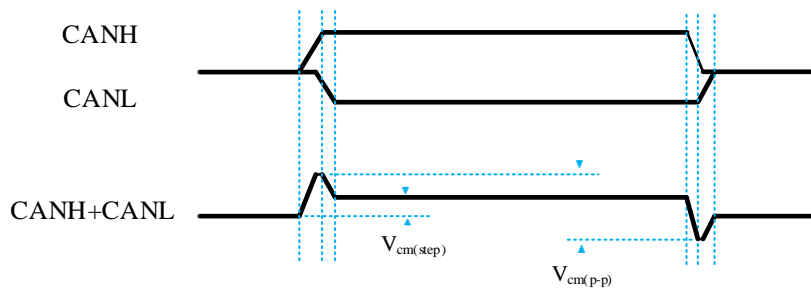 CANH
CANL
CANH+CANL
Vcm(step)
Vcm(p-p)